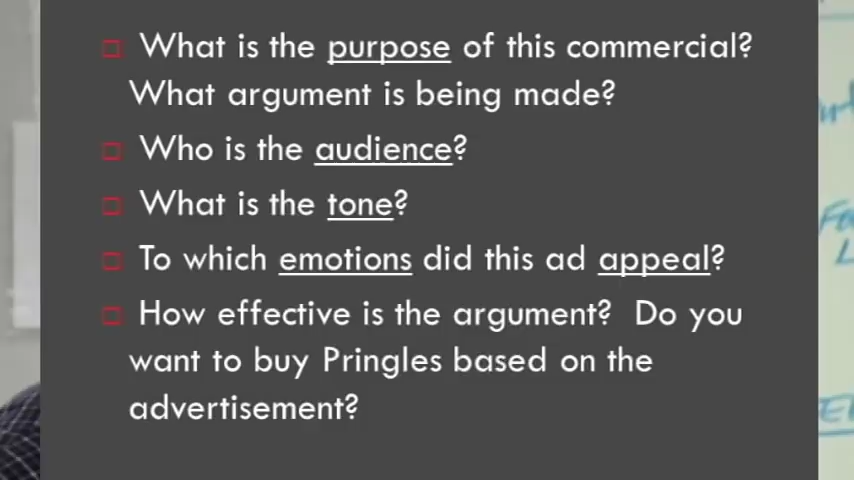 What is the purpose of this commercial?
What argument is being made?
Who is the audience?
What is the tone?
To which emotions did this ad appeal?
How effective is the argument? Do you
want to buy Pringles based on the
advertisement?